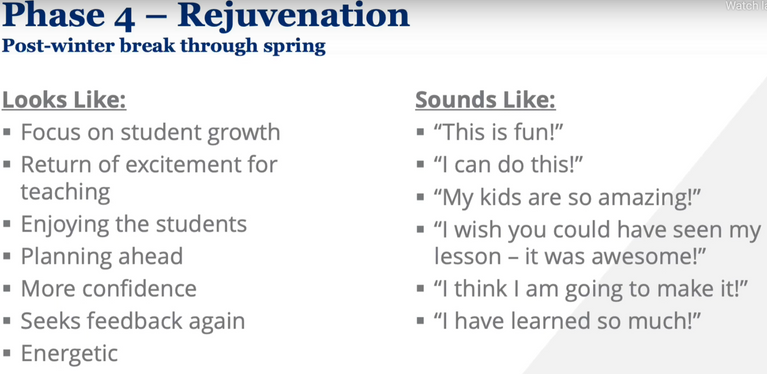 Watch
Phase 4 – Rejuvenation
Post-winter break through spring
Looks Like:
▪ Focus on student growth
▪ Return of excitement for
teaching
▪ Enjoying the students
▪ Planning ahead
▪ More confidence
▪ Seeks feedback again
▪ Energetic
Sounds Like:
▪ “This is fun!”
▪ “I can do this!”
▪ “My kids are so amazing!”
▪ “I wish you could have seen my
lesson – it was awesome!”
▪ “I think I am going to make it!”
▪ “I have learned so much!”